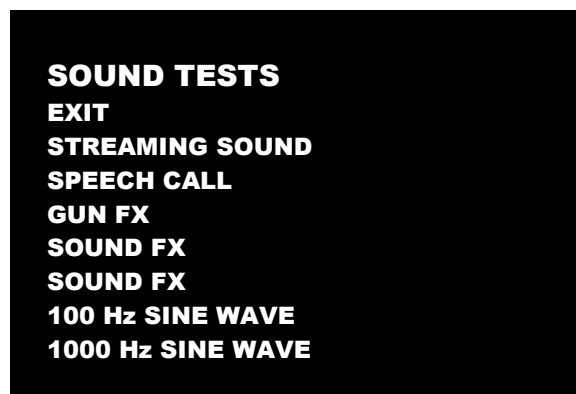 SOUND TESTS
EXIT
STREAMING SOUND
SPEECH CALL
GUN FX
SOUND FX
SOUND FX
100 Hz SINE WAVE
1000 Hz SINE WAVE